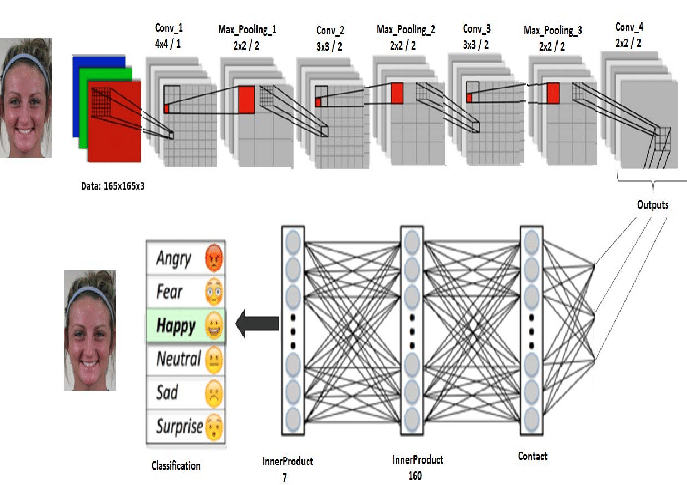 Conv_1
4x4 / 1
Max_Pooling_1
2x2 / 2
Conv_2
3x3 / 2
Max_Pooling_2
2x2 / 2
Conv_3
3x3 / 2
Max_Pooling_3
2x2 / 2
Conv_4
2x2 / 2
Data: 165x165x3
Outputs
Angry
Fear
Happy
Neutral
Sad
Surprise
Classification
InnerProduct
7
InnerProduct
160
Contact